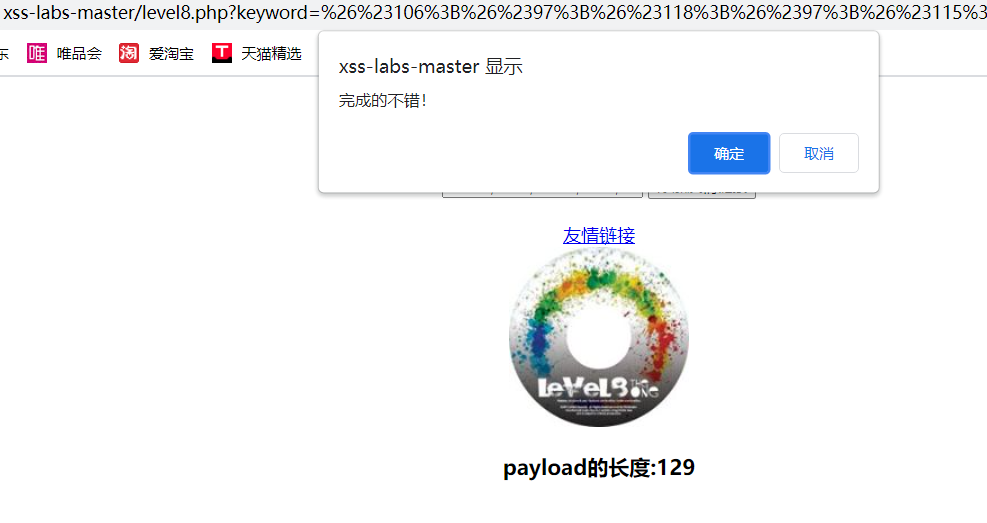 xss-labs-master/level8.php?keyword=%26%23106%3B%26%2397%3B%26%23118%3B%26%2397%3B%26%23115%3
东 唯 唯品会 淘 爱淘宝 T 天猫精选
xss-labs-master 显示
完成的不错!
确定 取消
友情链接
LeVeL8 THE
ONG
payload的长度:129